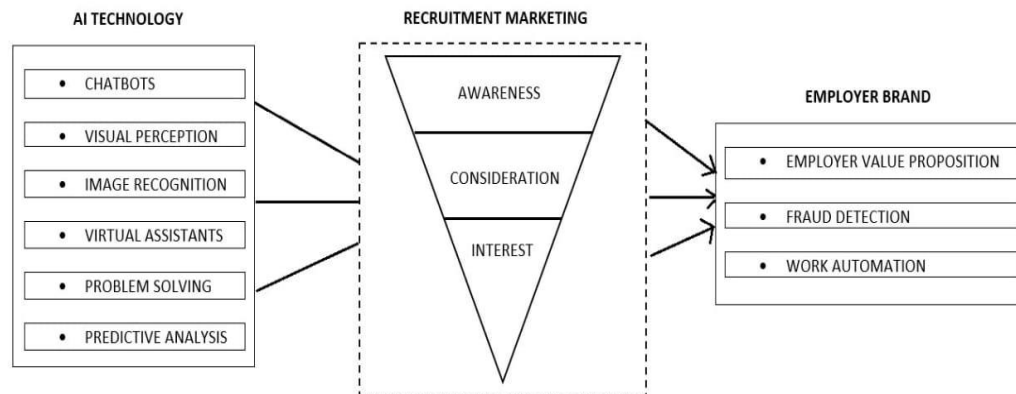 AI TECHNOLOGY
• CHATBOTS
• VISUAL PERCEPTION
• IMAGE RECOGNITION
• VIRTUAL ASSISTANTS
• PROBLEM SOLVING
• PREDICTIVE ANALYSIS
RECRUITMENT MARKETING
AWARENESS
CONSIDERATION
INTEREST
EMPLOYER BRAND
• EMPLOYER VALUE PROPOSITION
• FRAUD DETECTION
• WORK AUTOMATION